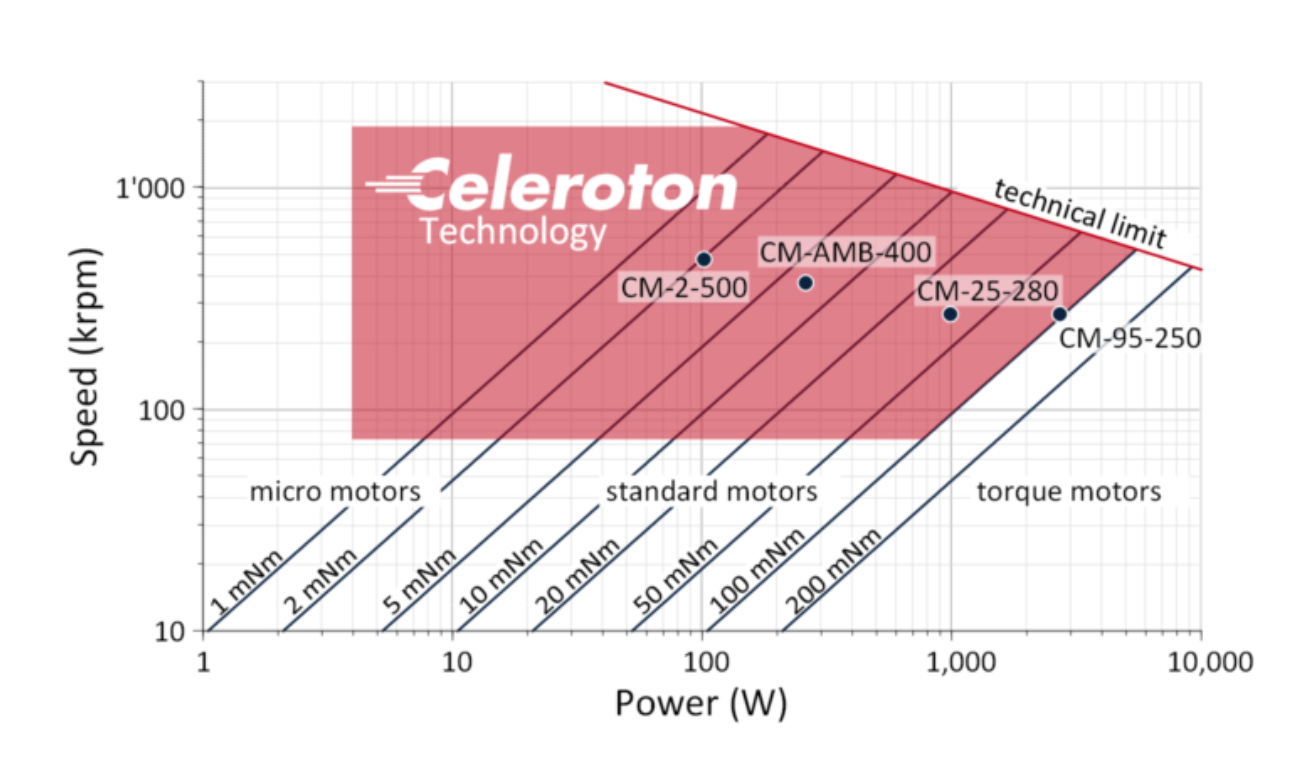 Celeroton
Technology
technical limit
CM-AMB-400
CM-2-500
CM-25-280
CM-95-250
micro motors
standard motors
torque motors
1 mNm
2 mNm
5 mNm
10 mNm
20 mNm
50 mNm
100 mNm
200 mNm
Speed (krpm)
1'000
100
10
1
10
100
1,000
10,000
Power (W)